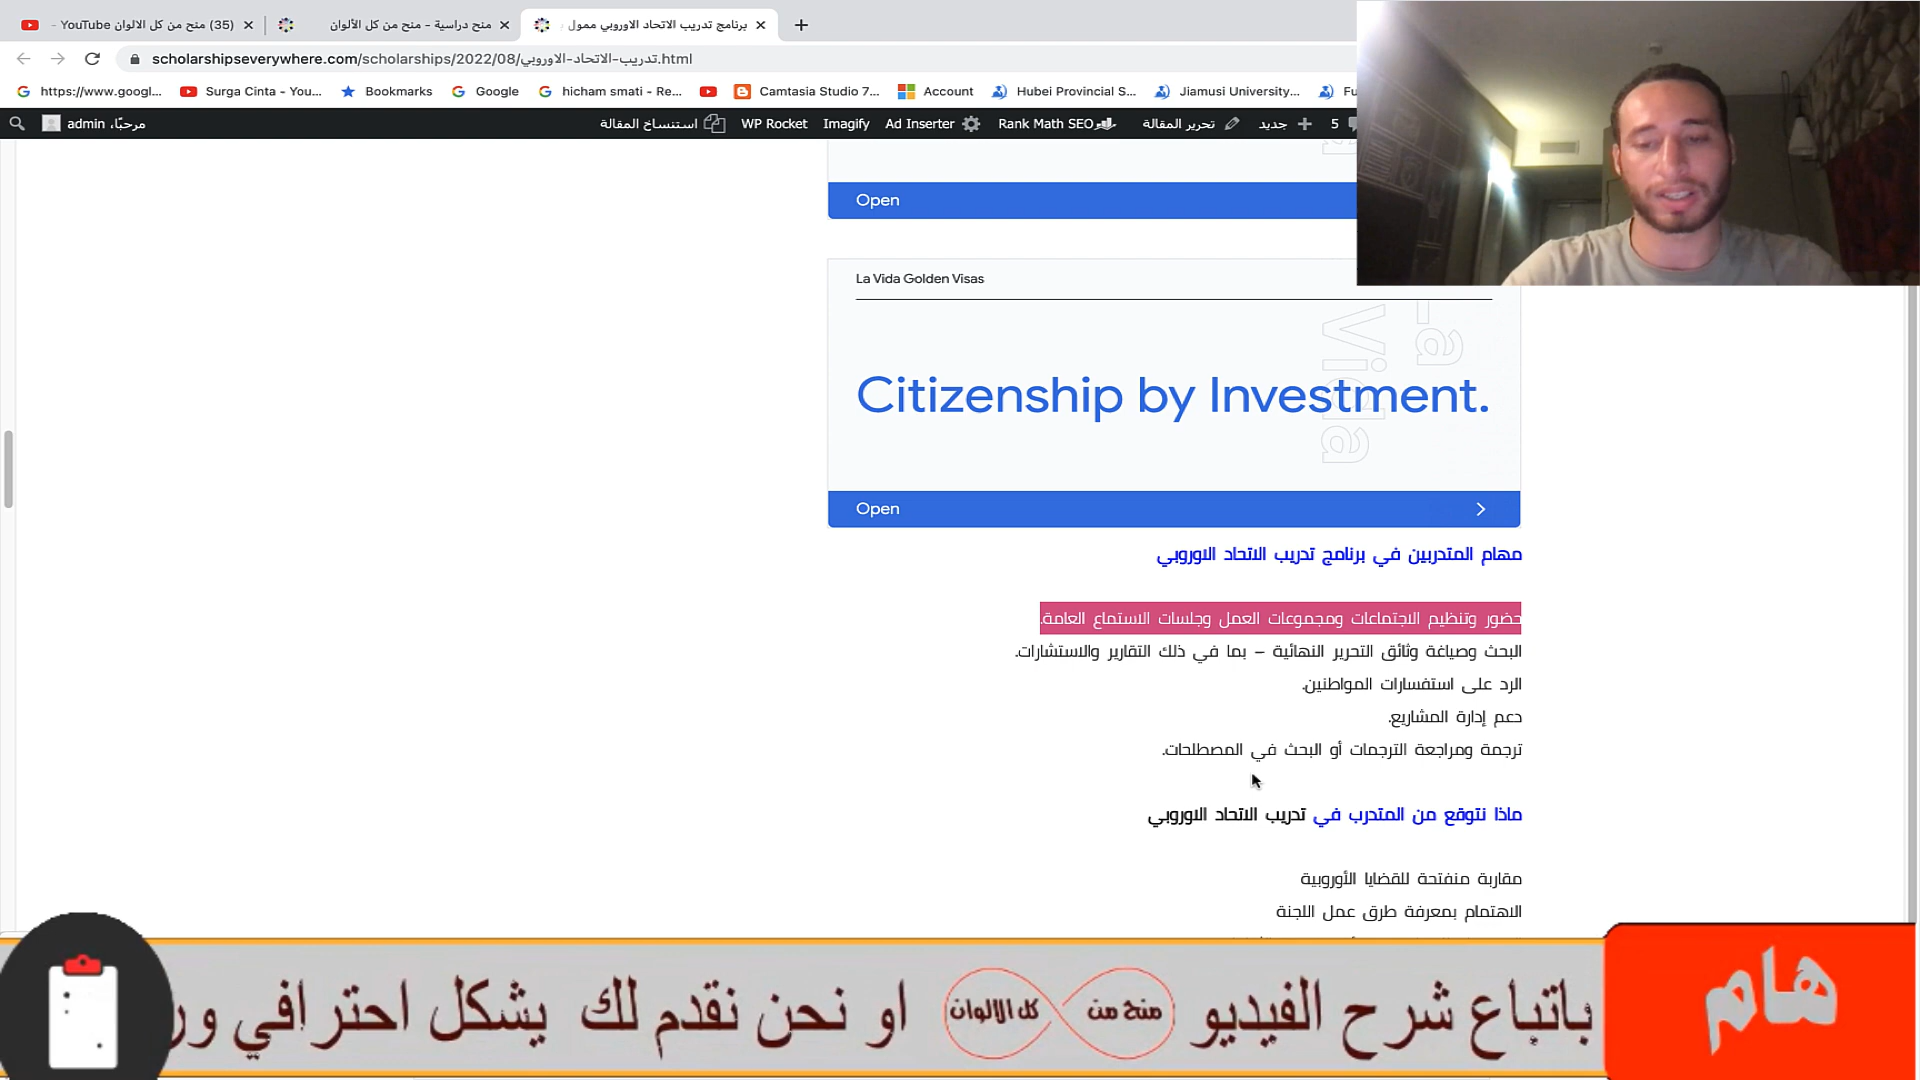 (35) منح من كل الالوان YouTube -
منح دراسية - منح من كل الألوان
برنامج تدريب الاتحاد الاوروبي ممول
scholarshipseverywhere.com/scholarships/2022/08/تدريب-الاتحاد-الاوروبي.html
https://www.googl...
Surga Cinta - You...
Bookmarks
Google
hicham smati - Re...
Camtasia Studio 7...
Account
Hubei Provincial S...
Jiamusi University...
Fu
مرحبًا، admin
استنساخ المقالة
WP Rocket
Imagify
Ad Inserter
Rank Math SEO
تحرير المقالة
جديد
5
Open
La Vida Golden Visas
La Vida
Citizenship by Investment.
Open
مهام المتدربين في برنامج تدريب الاتحاد الاوروبي
حضور وتنظيم الاجتماعات ومجموعات العمل وجلسات الاستماع العامة.
البحث وصياغة وثائق التحرير النهائية – بما في ذلك التقارير والاستشارات.
الرد على استفسارات المواطنين.
دعم إدارة المشاريع.
ترجمة ومراجعة الترجمات أو البحث في المصطلحات.
ماذا نتوقع من المتدرب في تدريب الاتحاد الاوروبي
مقاربة منفتحة للقضايا الأوروبية
الاهتمام بمعرفة طرق عمل اللجنة
هام
باتباع شرح الفيديو منح من كل الالوان او نحن نقدم لك يشكل احترافي ور